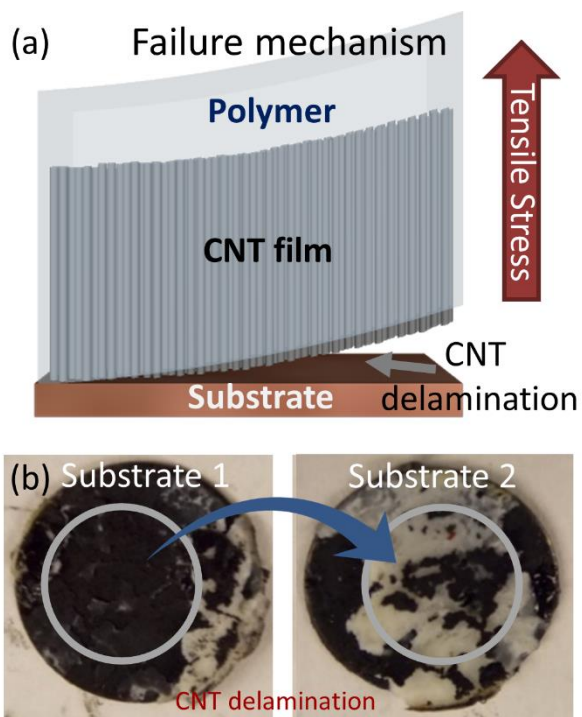 (a)
Failure mechanism
Polymer
CNT film
Tensile Stress
CNT
delamination
Substrate
(b)
Substrate 1
Substrate 2
CNT delamination